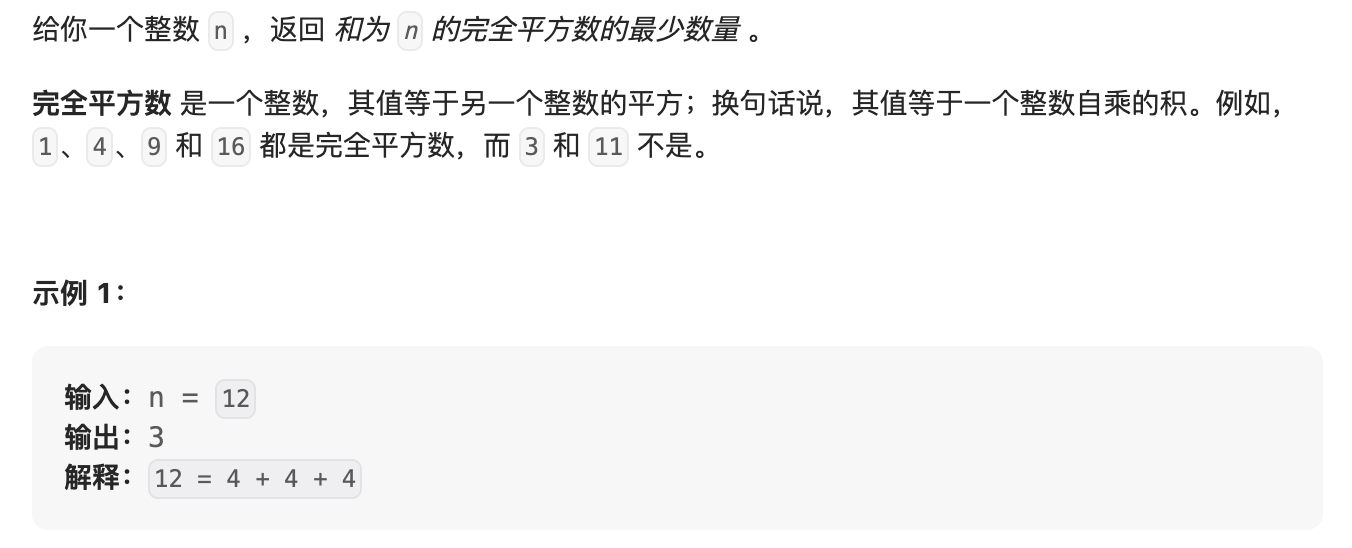 给你一个整数 n ，返回 和为 n 的完全平方数的最少数量 。
完全平方数 是一个整数，其值等于另一个整数的平方；换句话说，其值等于一个整数自乘的积。例如，
1、4、9 和 16 都是完全平方数，而 3 和 11 不是。
示例 1：
输入：n = 12
输出：3
解释：12 = 4 + 4 + 4